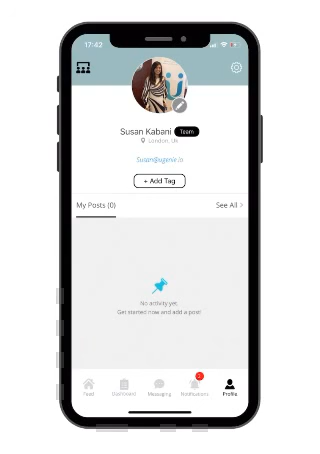 17:42
Susan Kabani Team
London, UK
Susan@ugenie.io
+ Add Tag
My Posts (0) See All >
No activity yet.
Get started now and add a post
Feed Dashboard Messaging Notifications Profile